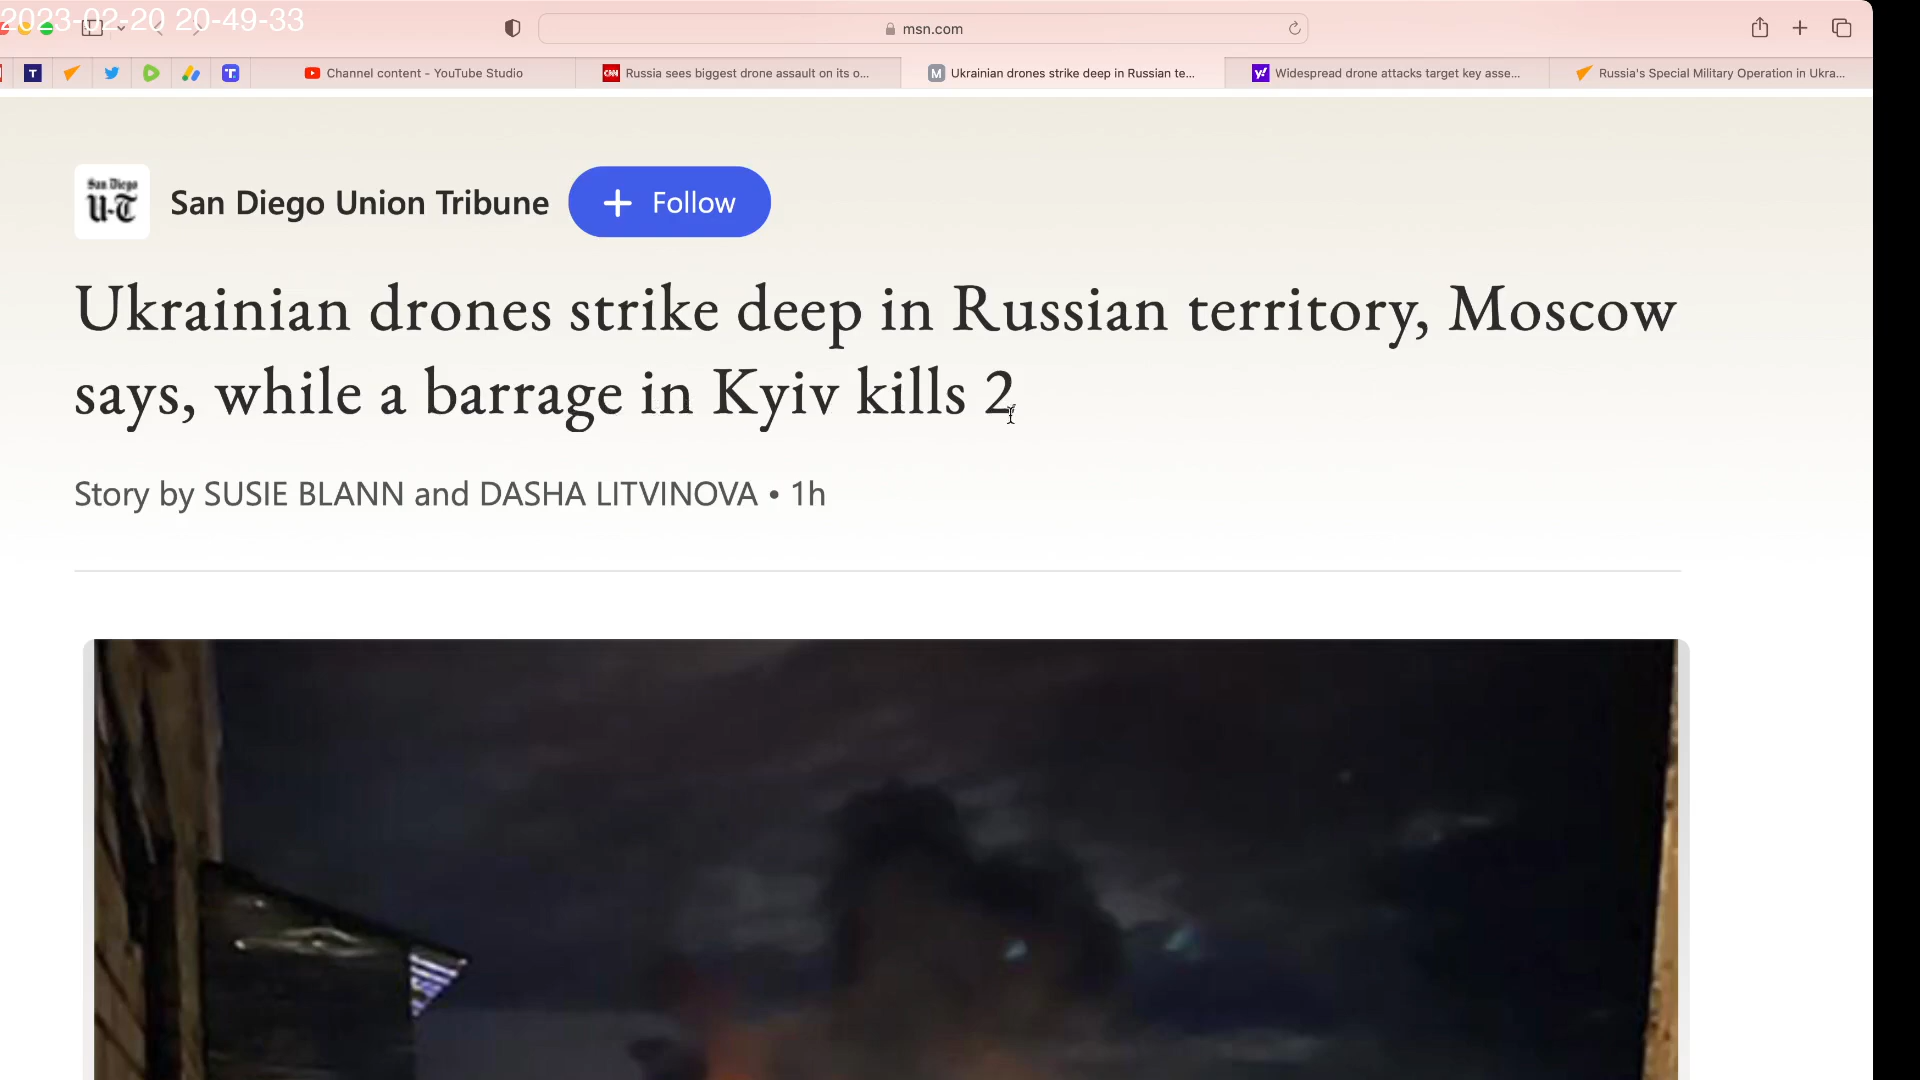 2023-02-20 20-49-33
msn.com
Channel content - YouTube Studio
CNN Russia sees biggest drone assault on its o...
M Ukrainian drones strike deep in Russian te...
y! Widespread drone attacks target key asse...
Russia's Special Military Operation in Ukra...
San Diego
U-T
San Diego Union Tribune
+ Follow
Ukrainian drones strike deep in Russian territory, Moscow
says, while a barrage in Kyiv kills 2
Story by SUSIE BLANN and DASHA LITVINOVA • 1h